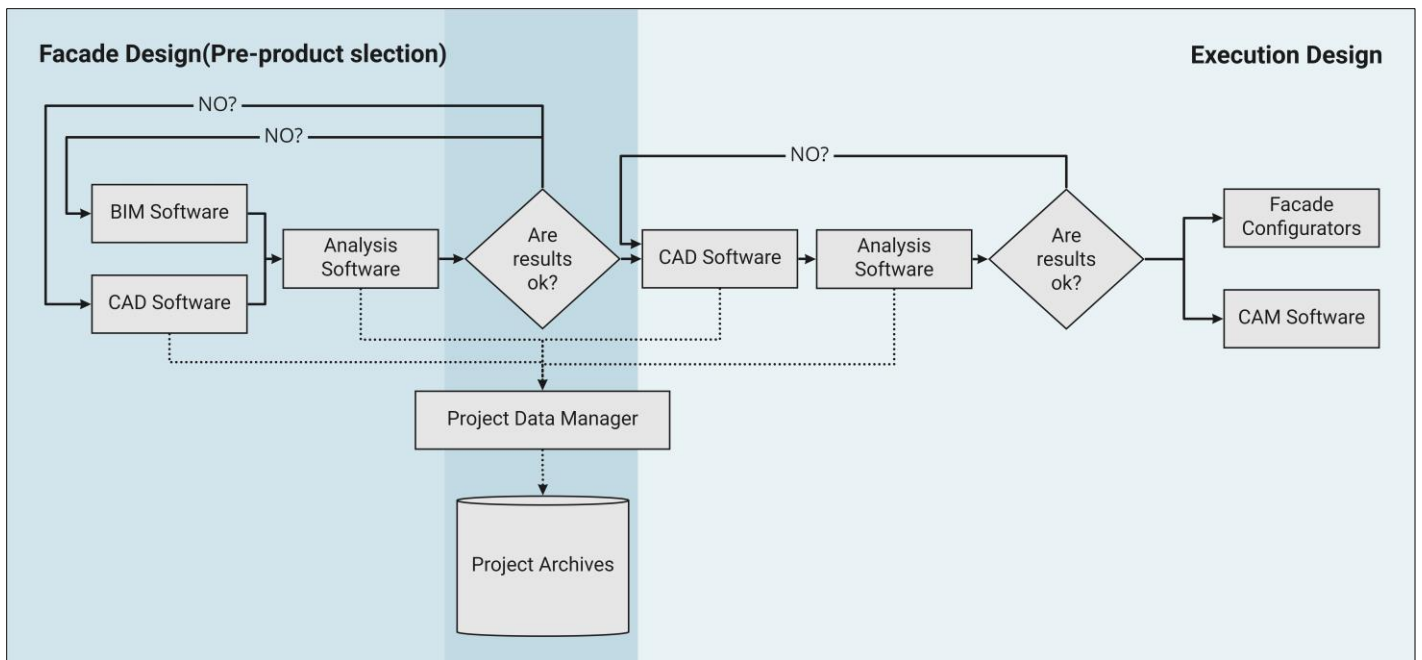 Facade Design(Pre-product slection)
Execution Design
NO?
NO?
NO?
BIM Software
CAD Software
Analysis
Software
Are
results
ok?
CAD Software
Analysis
Software
Are
results
ok?
Facade
Configurators
CAM Software
Project Data Manager
Project Archives